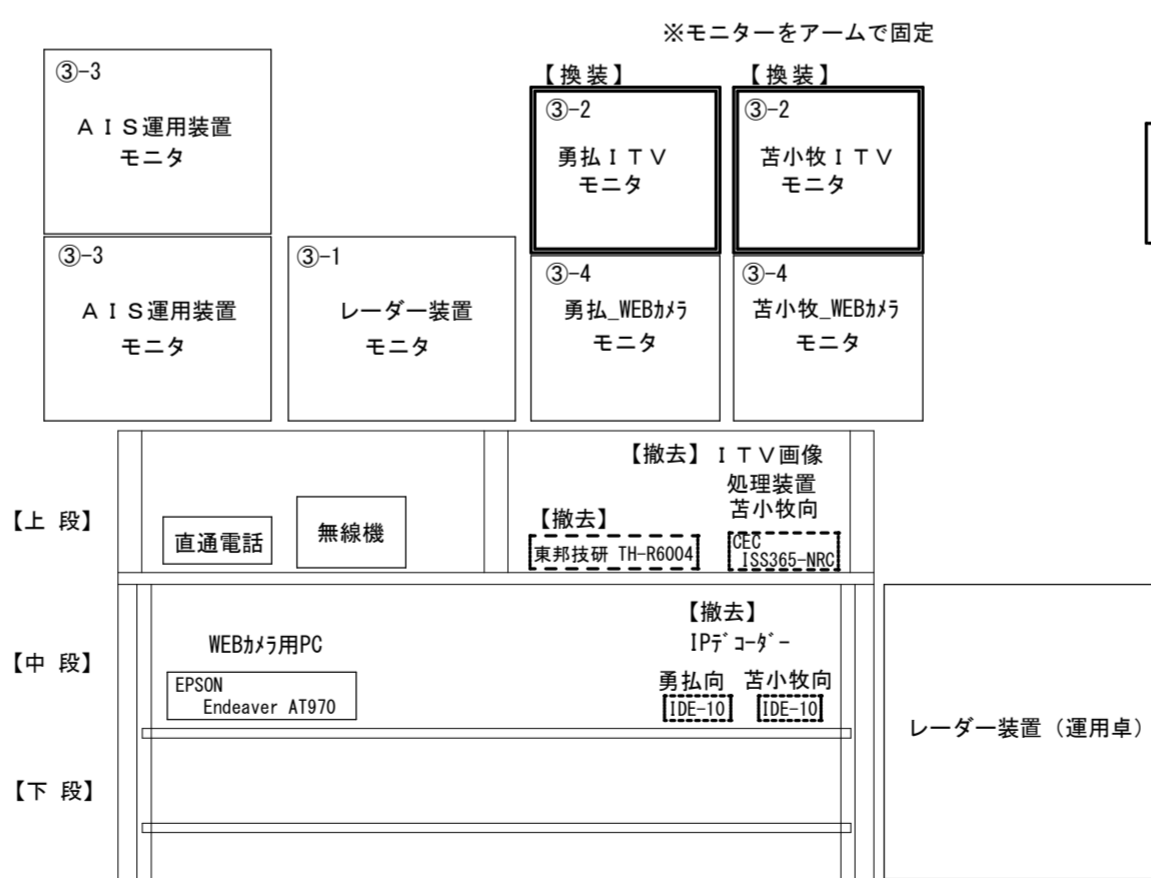 ※モニターをアームで固定
③-3
ＡＩＳ運用装置
モニタ
【換装】
③-2
勇払ＩＴＶ
モニタ
【換装】
③-2
苫小牧ＩＴＶ
モニタ
③-3
ＡＩＳ運用装置
モニタ
③-1
レーダー装置
モニタ
③-4
勇払_WEBｶﾒﾗ
モニタ
③-4
苫小牧_WEBｶﾒﾗ
モニタ
【上 段】
直通電話
無線機
【撤去】
東邦技研 TH-R6004
【撤去】ＩＴＶ画像
処理装置
苫小牧向
CEC
ISS365-NRC
【中 段】
WEBｶﾒﾗ用PC
EPSON
Endeaver AT970
【撤去】
IPﾃﾞｺｰﾀﾞｰ
勇払向 苫小牧向
IDE-10 IDE-10
レーダー装置（運用卓）
【下 段】